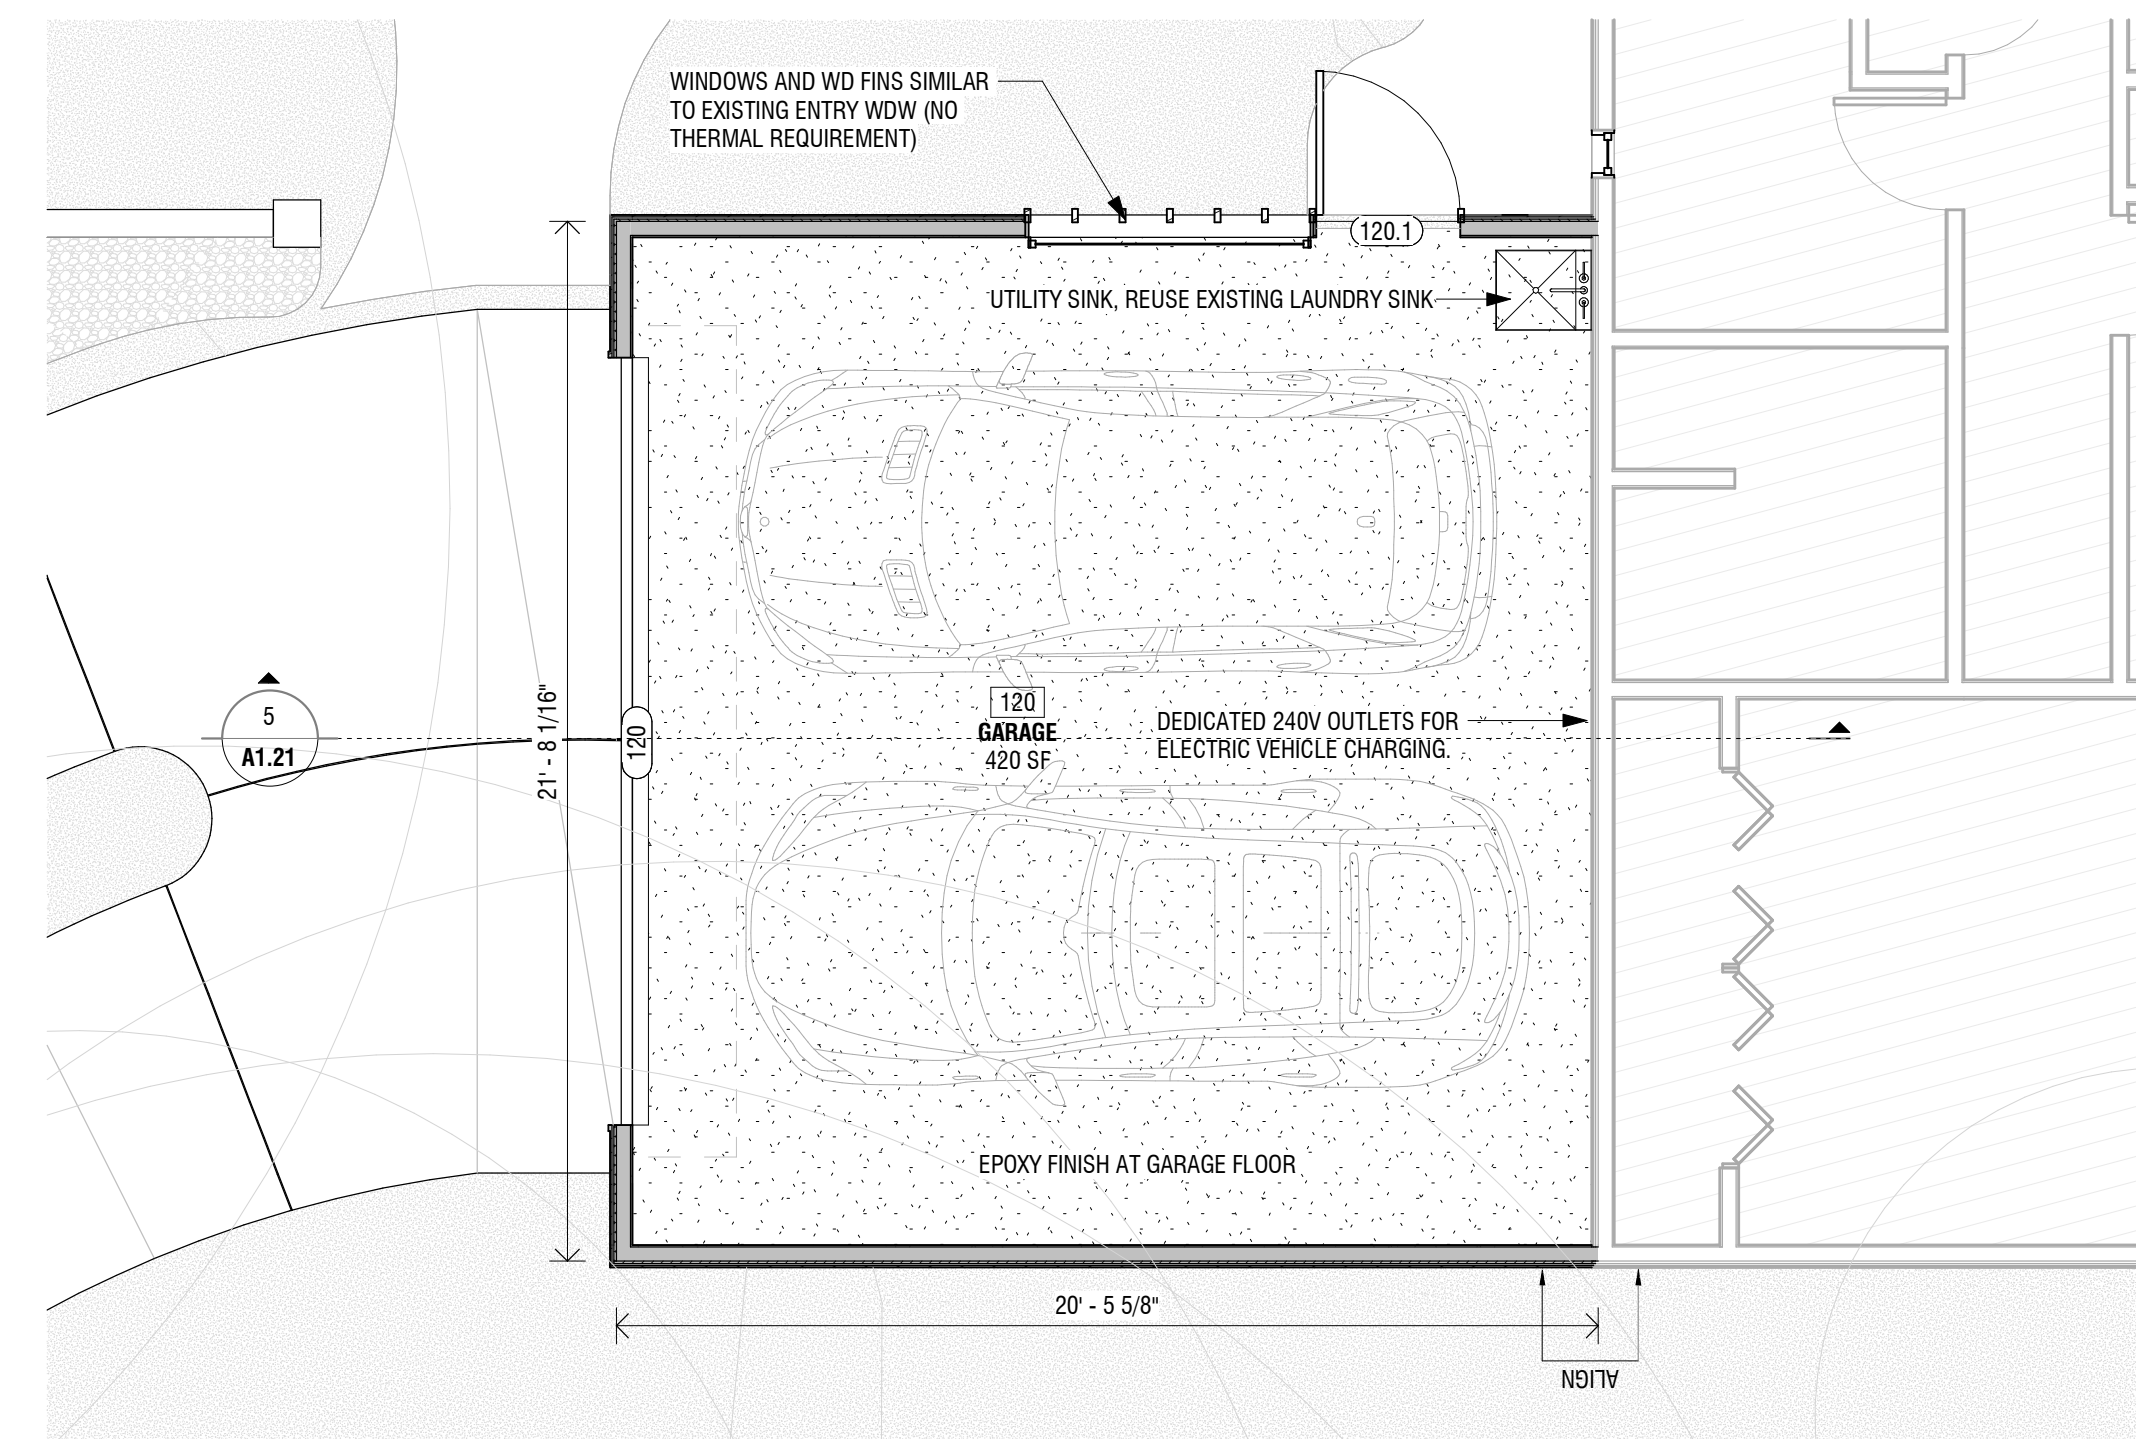 WINDOWS AND WD FINS SIMILAR
TO EXISTING ENTRY WDW (NO
THERMAL REQUIREMENT)
120.1
UTILITY SINK, REUSE EXISTING LAUNDRY SINK
5
A1.21
21' - 8 1/16"
120
120
GARAGE
420 SF
DEDICATED 240V OUTLETS FOR
ELECTRIC VEHICLE CHARGING.
EPOXY FINISH AT GARAGE FLOOR
20' - 5 5/8"
ALIGN